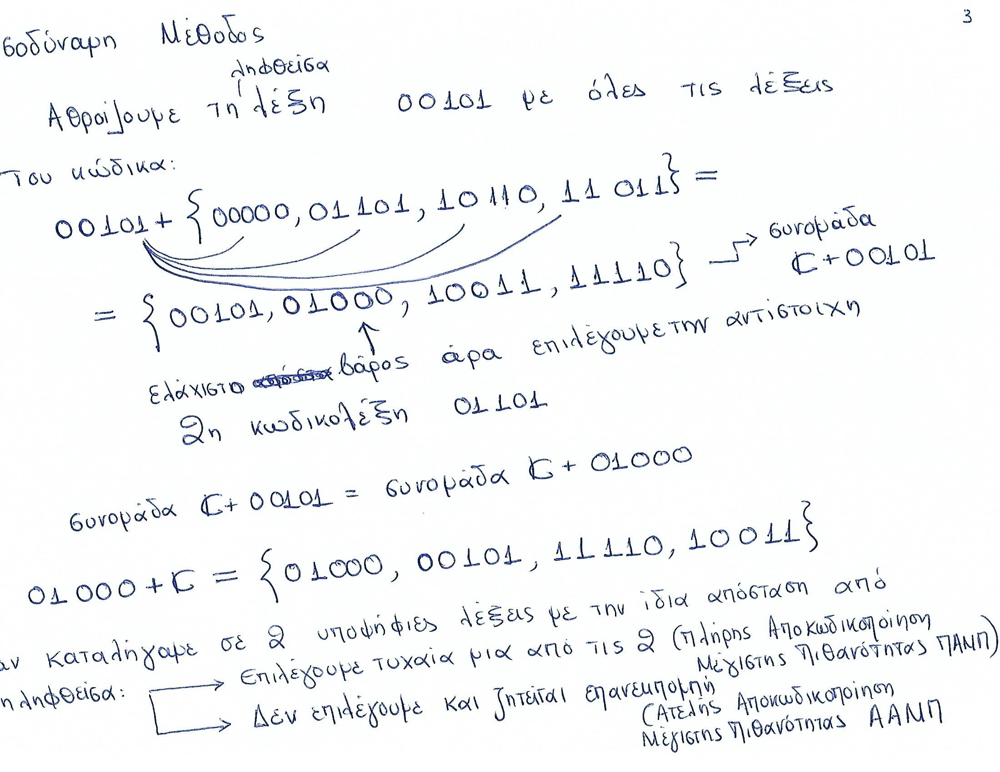 3
σοδύναμη Μέθοδος
ληφθείσα
Αθροίζουμε τη λέξη 00101 με όλες τις λέξεις
του κώδικα:
00101 + {00000, 01101, 10110, 11011} =
= {00101, 01000, 10011, 11110} → συνομάδα
C + 00101
↑
ελάχιστο βάρος άρα επιλέγουμε την αντίστοιχη
2η κωδικολέξη 01101
συνομάδα C + 00101 = συνομάδα C + 01000
01000 + C = {01000, 00101, 11110, 10011}
αν καταλήγαμε σε 2 υποψήφιες λέξεις με την ίδια απόσταση από
η ληφθείσα: → Επιλέγουμε τυχαία μια από τις 2 (πλήρης Αποκωδικοποίηση
Μέγιστης Πιθανότητας ΠΑΜΠ)
→ Δεν επιλέγουμε και ζητείται επανεκπομπή
(Ατελής Αποκωδικοποίηση
Μέγιστης Πιθανότητας ΑΑΜΠ